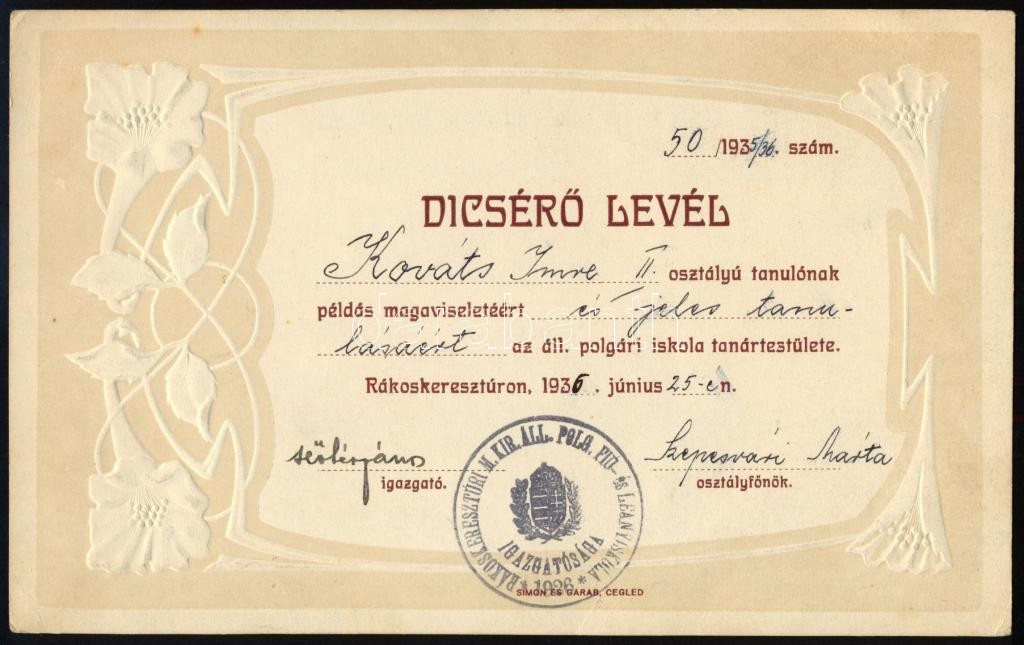 50/1935/36. szám.
DICSÉRŐ LEVÉL
Kováts Imre II. osztályú tanulónak
példás magaviseletéért és jeles tanu-
lásáért az áll. polgári iskola tanártestülete.
Rákoskeresztúron, 1936. június 25-én.
Szepesvári Márta
igazgató. osztályfőnök.
RÁKOSKERESZTÚRI M. KIR. ÁLL. POLG. FIÚ- és LEÁNYISKOLA
IGAZGATÓSÁGA
* 1926 *
SIMON ÉS GARAB, CEGLÉD
darabanth